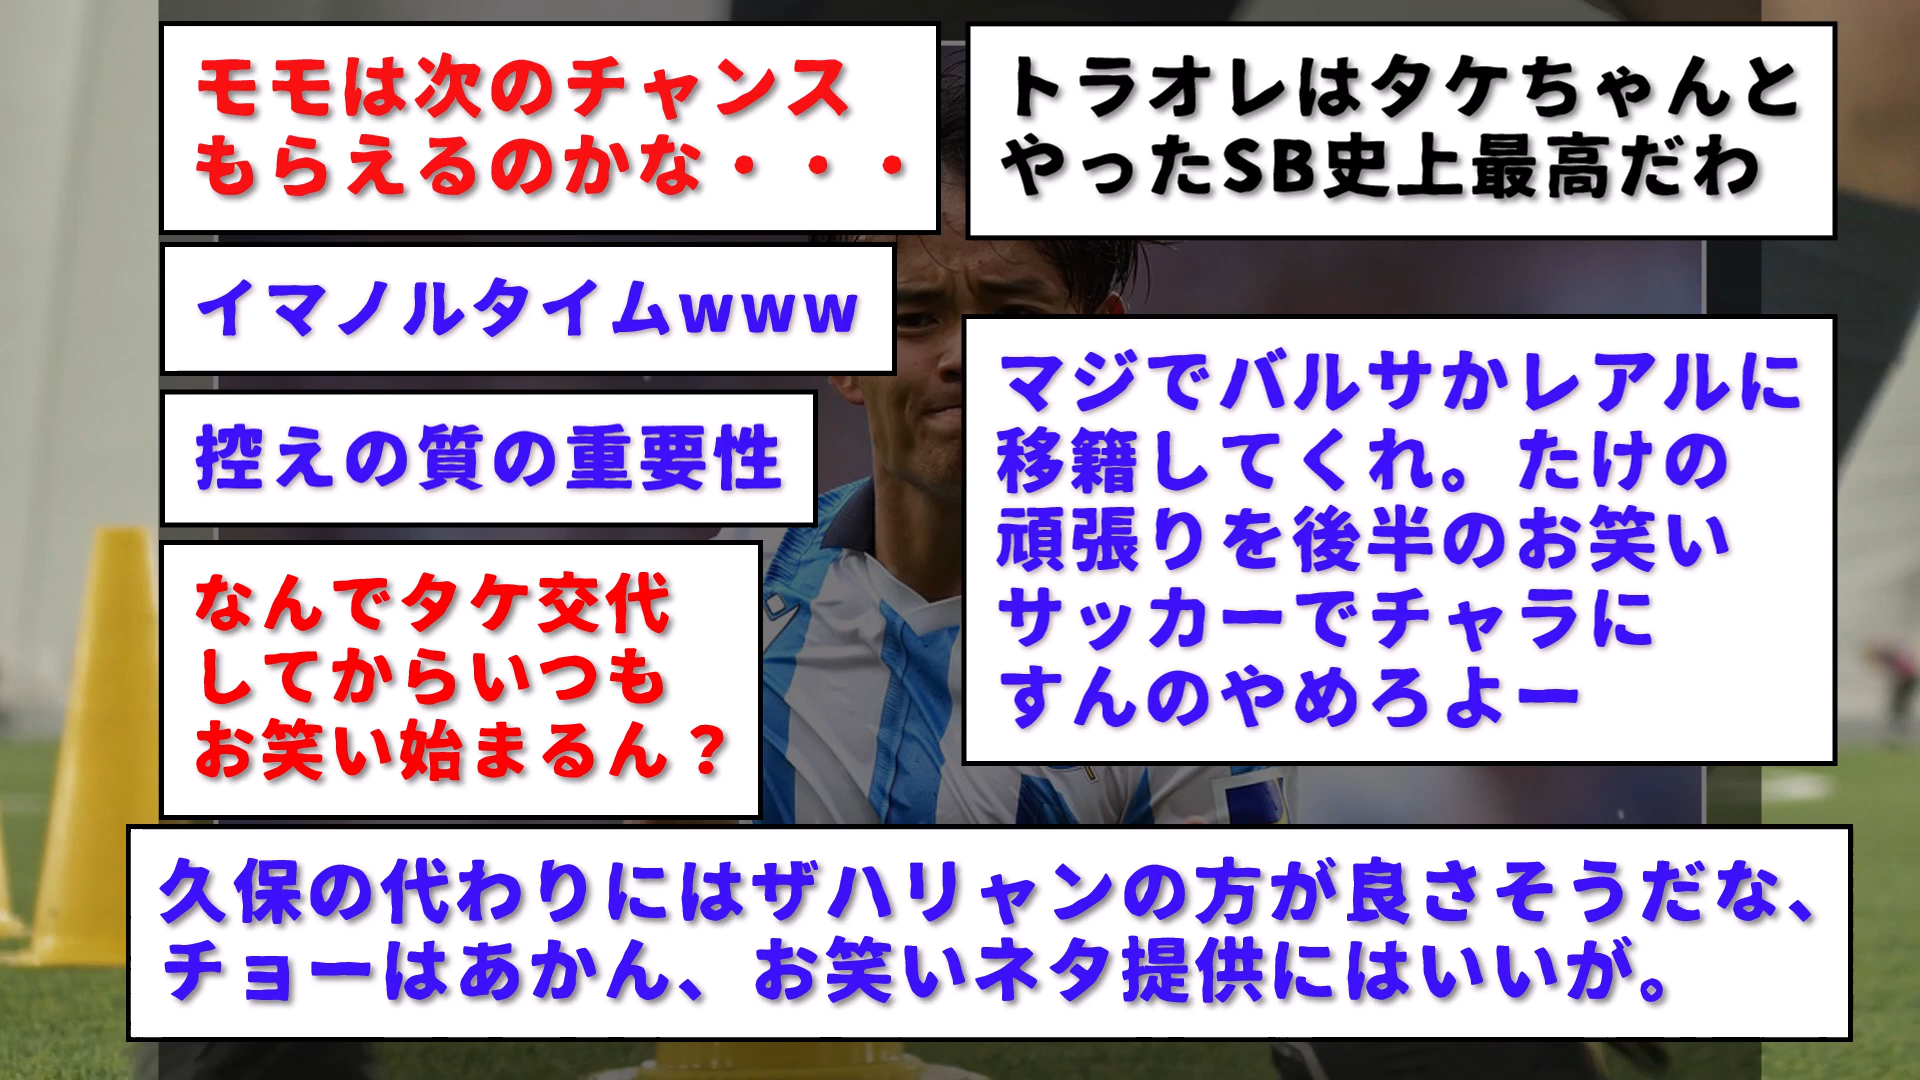 モモは次のチャンス
もらえるのかな・・・
トラオレはタケちゃんと
やったSB史上最高だわ
イマノルタイムwww
控えの質の重要性
なんでタケ交代
してからいつも
お笑い始まるん？
マジでバルサかレアルに
移籍してくれ。たけの
頑張りを後半のお笑い
サッカーでチャラに
すんのやめろよー
久保の代わりにはザハリャンの方が良さそうだな、
チョーはあかん、お笑いネタ提供にはいいが。